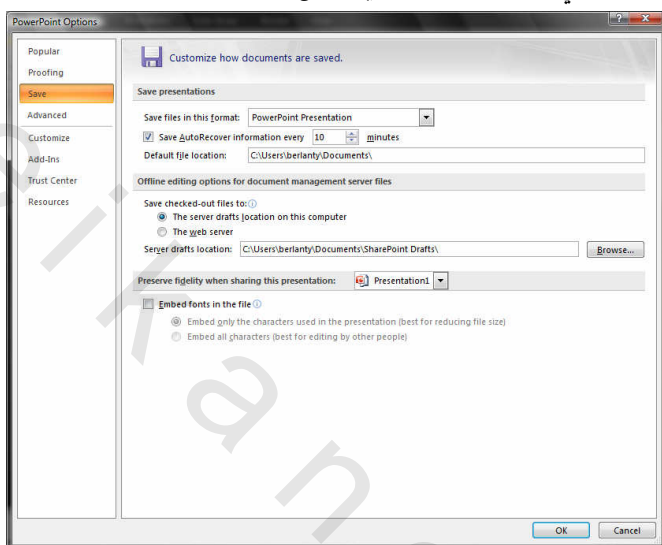 PowerPoint Options
Popular
Proofing
Save
Advanced
Customize
Add-Ins
Trust Center
Resources
Customize how documents are saved.
Save presentations
Save files in this format: PowerPoint Presentation
Save AutoRecover information every 10 minutes
Default file location: C:\Users\berlanty\Documents\
Offline editing options for document management server files
Save checked-out files to:
The server drafts location on this computer
The web server
Server drafts location: C:\Users\berlanty\Documents\SharePoint Drafts\ Browse...
Preserve fidelity when sharing this presentation: Presentation1
Embed fonts in the file
Embed only the characters used in the presentation (best for reducing file size)
Embed all characters (best for editing by other people)
OK Cancel